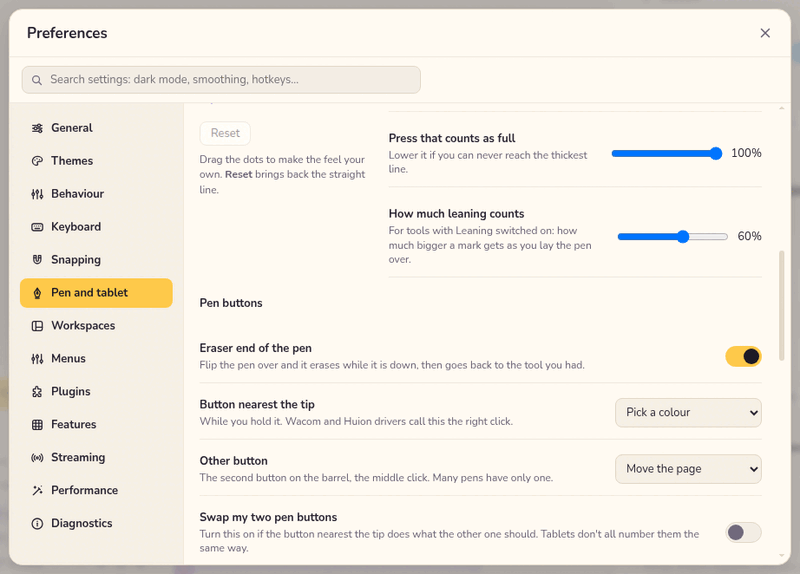 Preferences
Search settings: dark mode, smoothing, hotkeys...
General
Themes
Behaviour
Keyboard
Snapping
Pen and tablet
Workspaces
Menus
Plugins
Features
Streaming
Performance
Diagnostics
Reset
Drag the dots to make the feel your
own. Reset brings back the straight
line.
Press that counts as full
Lower it if you can never reach the thickest
line.
100%
How much leaning counts
For tools with Leaning switched on: how
much bigger a mark gets as you lay the pen
over.
60%
Pen buttons
Eraser end of the pen
Flip the pen over and it erases while it is down, then goes back to the tool you had.
Button nearest the tip
While you hold it. Wacom and Huion drivers call this the right click.
Pick a colour
Other button
The second button on the barrel, the middle click. Many pens have only one.
Move the page
Swap my two pen buttons
Turn this on if the button nearest the tip does what the other one should. Tablets don't all number them the
same way.